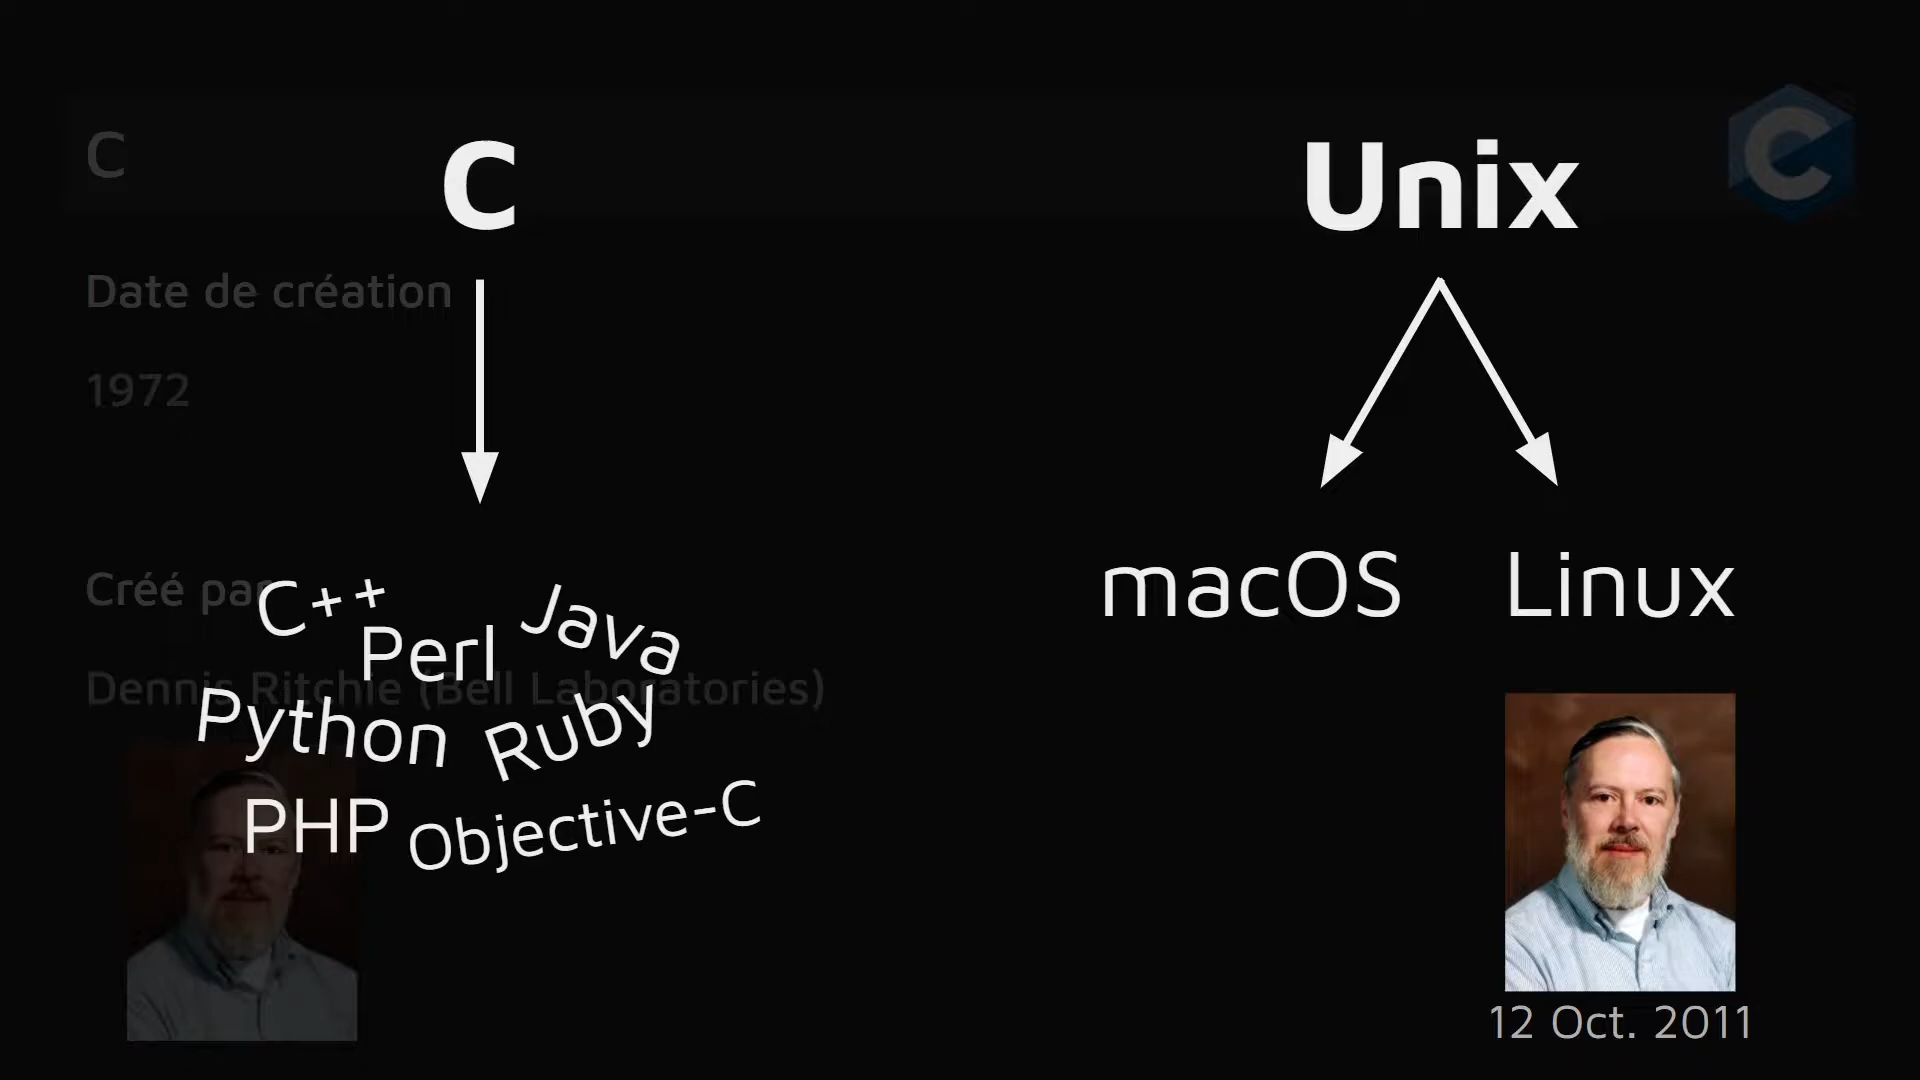 C
C
Unix
C
Date de création
1972
macOS
Linux
Créé par
C++
Java
Perl
Dennis Ritchie (Bell Laboratories)
Python
Ruby
PHP
Objective-C
12 Oct. 2011